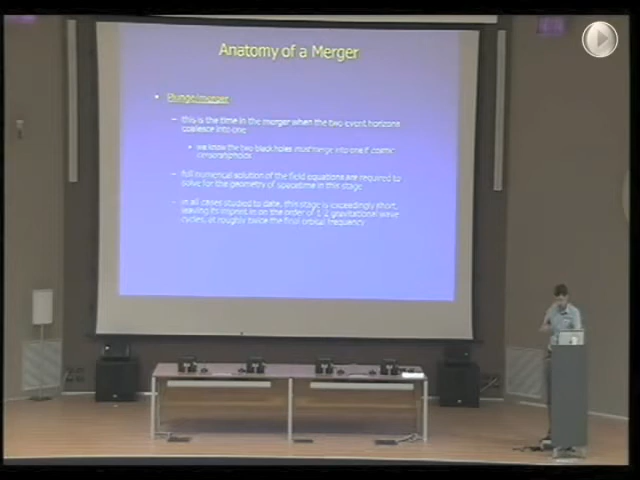 Anatomy of a Merger
• Plunge/merger
– this is the time in the merger when the two event horizons
coalesce into one
• we know the two black holes must merge into one if cosmic
censorship holds
– full numerical solution of the field equations are required to
solve for the geometry of spacetime in this stage
– in all cases studied to date, this stage is exceedingly short,
leaving its imprint in on the order of 1-2 gravitational wave
cycles, at roughly twice the final orbital frequency